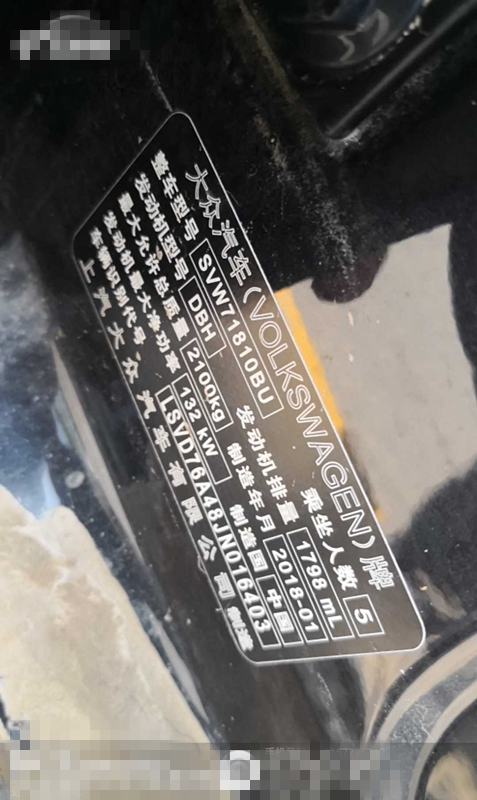 大众汽车(VOLKSWAGEN)牌
整车型号 SVW71810BU 乘坐人数 5
发动机型号 DBH 发动机排量 1798 mL
最大允许总质量 2100kg 制造年月 2018-01
发动机最大净功率 132 kW 制造国 中国
车辆识别代号 LSVD76A48JN016403
上汽大众汽车有限公司制造